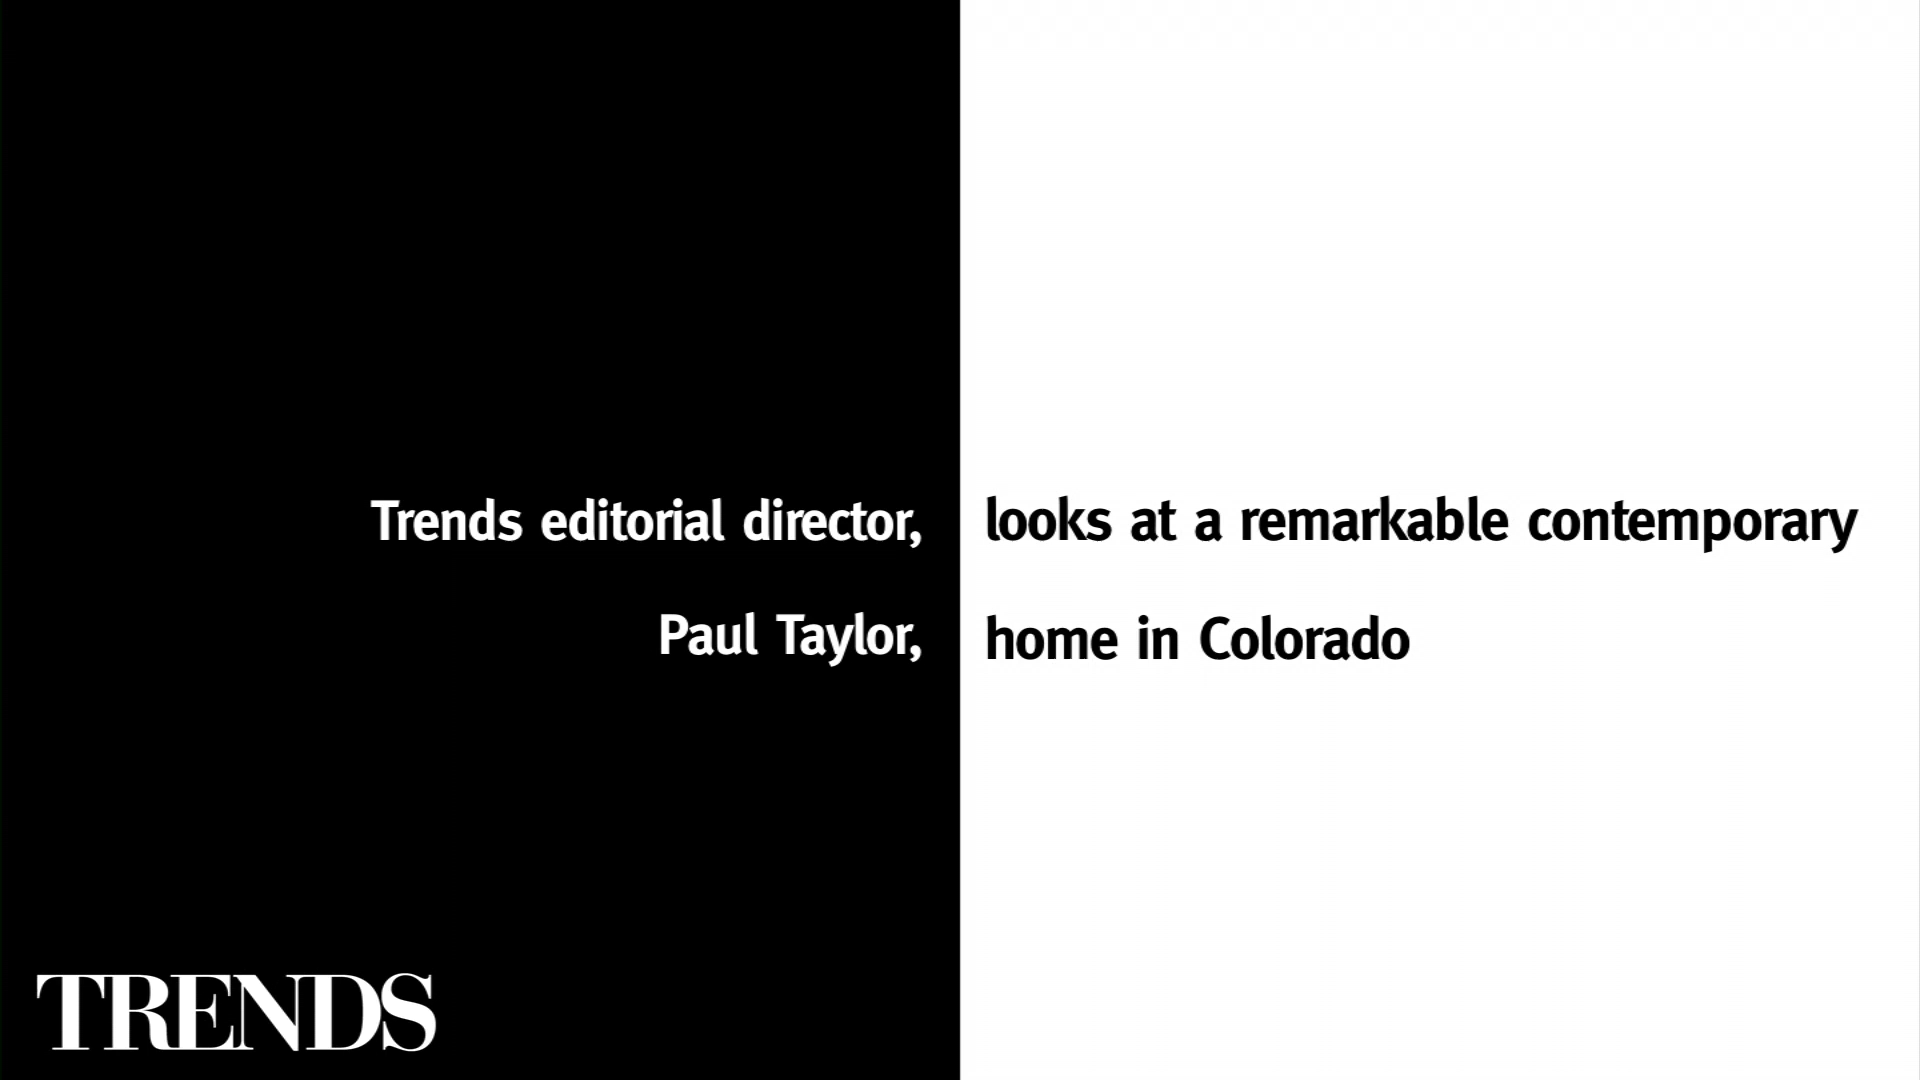 Trends editorial director,
Paul Taylor,
looks at a remarkable contemporary
home in Colorado
TRENDS